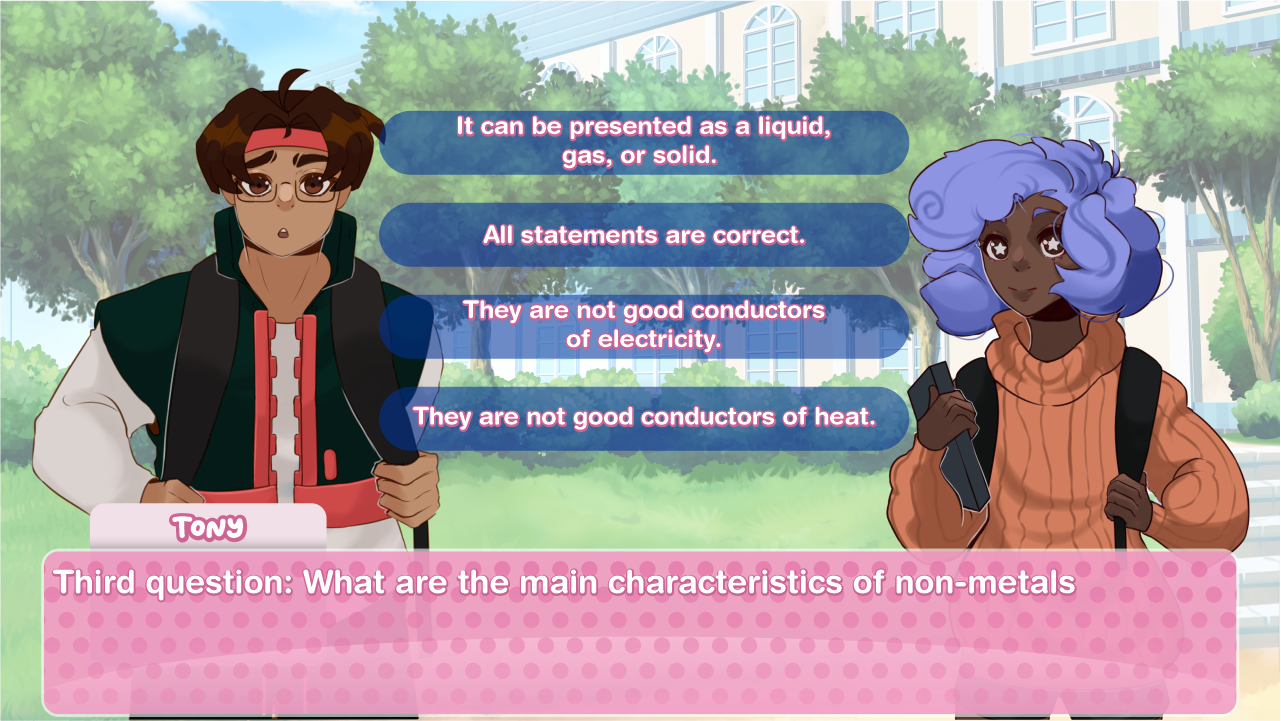 It can be presented as a liquid,
gas, or solid.
All statements are correct.
They are not good conductors
of electricity.
They are not good conductors of heat.
TONY
Third question: What are the main characteristics of non-metals